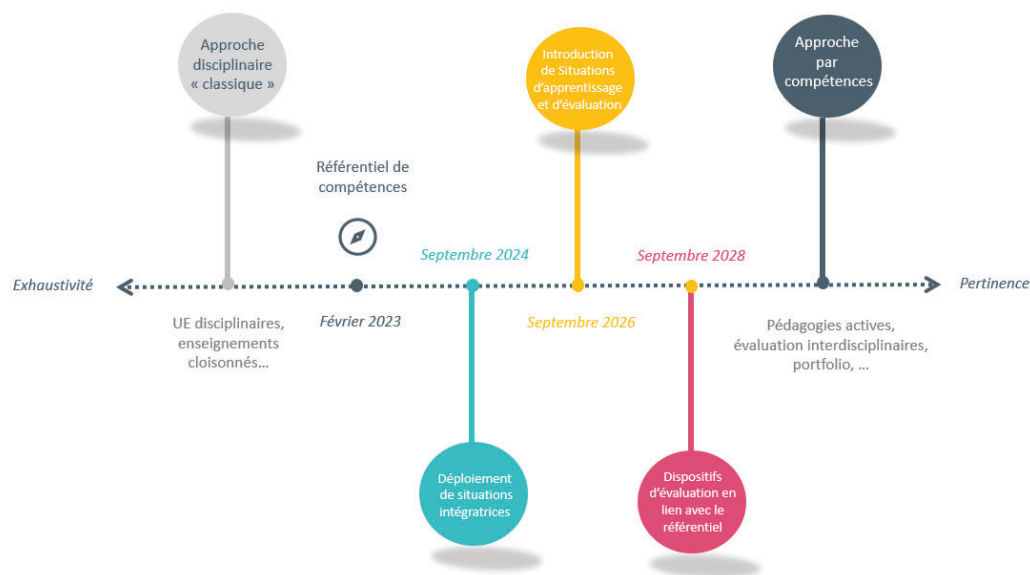 Approche
disciplinaire
« classique »
Introduction
de Situations
d'apprentissage
et d'évaluation
Approche
par
compétences
Référentiel de
compétences
Septembre 2024
Septembre 2028
Exhaustivité
Pertinence
UE disciplinaires,
enseignements
cloisonnés...
Février 2023
Septembre 2026
Pédagogies actives,
évaluation interdisciplinaires,
portfolio, ...
Déploiement
de situations
intégratrices
Dispositifs
d'évaluation en
lien avec le
référentiel